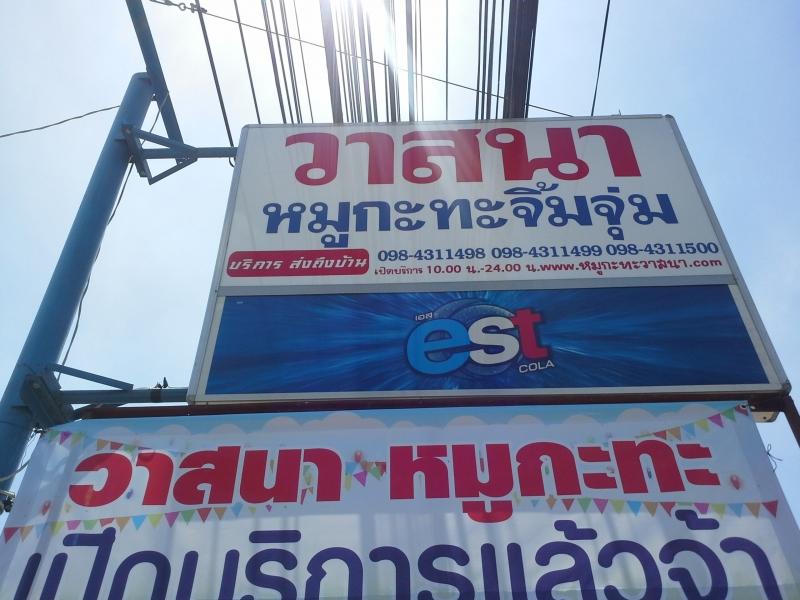 วาสนา
หมูกะทะจิ้มจุ่ม
บริการ ส่งถึงบ้าน 098-4311498 098-4311499 098-4311500
เปิดบริการ 10.00 น.-24.00 น.www.หมูกะทะวาสนา.com
เอส
est
COLA
วาสนา หมูกะทะ
เปิดบริการแล้วจ้า